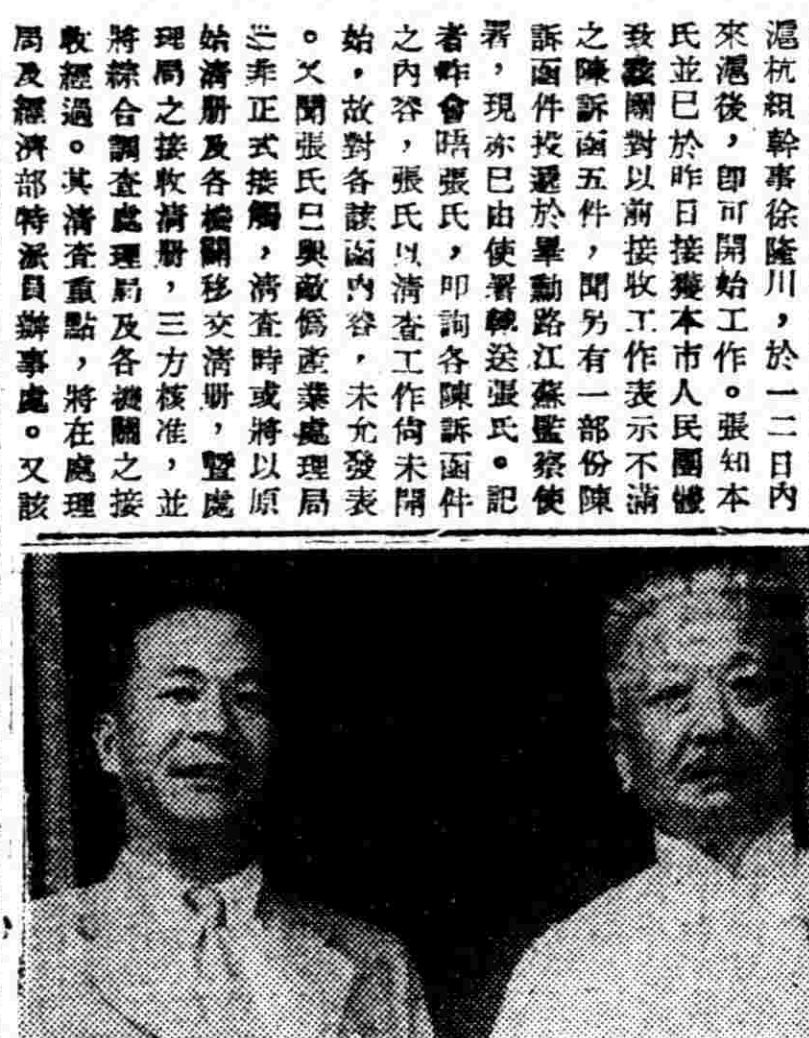 滬杭組幹事徐隆川，於一二日內
來滬後，卽可開始工作。張知本
氏並已於昨日接獲本市人民團體
致該團對以前接收工作表示不滿
之陳訴函五件，聞另有一部份陳
訴函件投遞於畢勳路江蘇監察使
署，現亦已由使署轉送張氏。記
者昨會晤張氏，叩詢各陳訴函件
之內容，張氏以清查工作尙未開
始，故對各該函內容，未允發表
。又聞張氏已與敵僞產業處理局
非正式接觸，清查時或將以原
始清册及各機關移交清册，暨處
理局之接收清册，三方核准，並
將綜合調查處理局及各機關之接
收經過。其清查重點，將在處理
局及經濟部特派員辦事處。又該